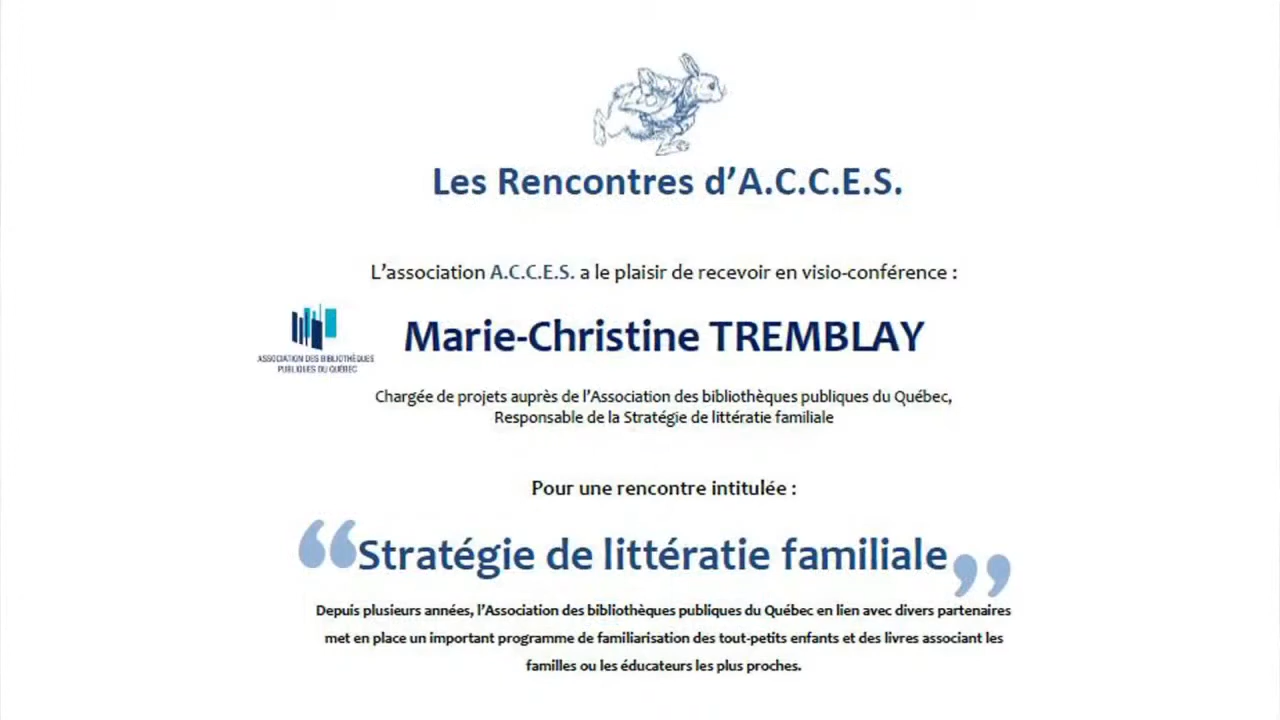 Les Rencontres d’A.C.C.E.S.
L’association A.C.C.E.S. a le plaisir de recevoir en visio-conférence :
ASSOCIATION DES BIBLIOTHÈQUES
PUBLIQUES DU QUÉBEC
Marie-Christine TREMBLAY
Chargée de projets auprès de l’Association des bibliothèques publiques du Québec,
Responsable de la Stratégie de littératie familiale
Pour une rencontre intitulée :
“Stratégie de littératie familiale”
Depuis plusieurs années, l’Association des bibliothèques publiques du Québec en lien avec divers partenaires
met en place un important programme de familiarisation des tout-petits enfants et des livres associant les
familles ou les éducateurs les plus proches.